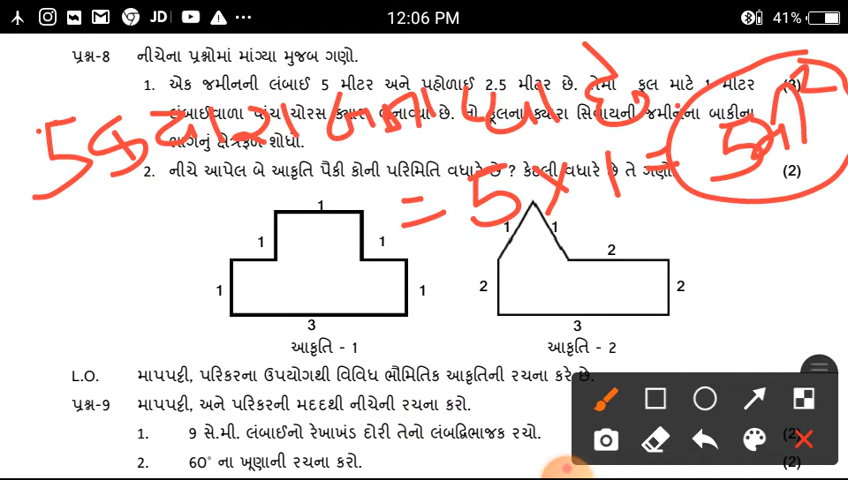 JD 12:06 PM 41%
પ્રશ્ન-8 નીચેના પ્રશ્નોમાં માંગ્યા મુજબ ગણો.
1. એક જમીનની લંબાઈ 5 મીટર અને પહોળાઈ 2.5 મીટર છે. તેમાં ફૂલ માટે 1 મીટર (3)
લંબાઈવાળા પાંચ ચોરસ ક્યારા બનાવ્યા છે. તો ફૂલના ક્યારા સિવાયની જમીનના બાકીના
ભાગનું ક્ષેત્રફળ શોધો.
5 ક્યારા બનાવ્યા છે
= 5 × 1 = 5 મી²
2. નીચે આપેલ બે આકૃતિ પૈકી કોની પરિમિતિ વધારે છે ? કેટલી વધારે છે તે ગણો. (2)
1
1 1
1 1
3
આકૃતિ - 1
1 1
2
2 2
3
આકૃતિ - 2
L.O. માપપટ્ટી, પરિકરના ઉપયોગથી વિવિધ ભૌમિતિક આકૃતિની રચના કરે છે.
પ્રશ્ન-9 માપપટ્ટી, અને પરિકરની મદદથી નીચેની રચના કરો.
1. 9 સે.મી. લંબાઈનો રેખાખંડ દોરી તેનો લંબદ્વિભાજક રચો. (2)
2. 60° ના ખૂણાની રચના કરો. (2)